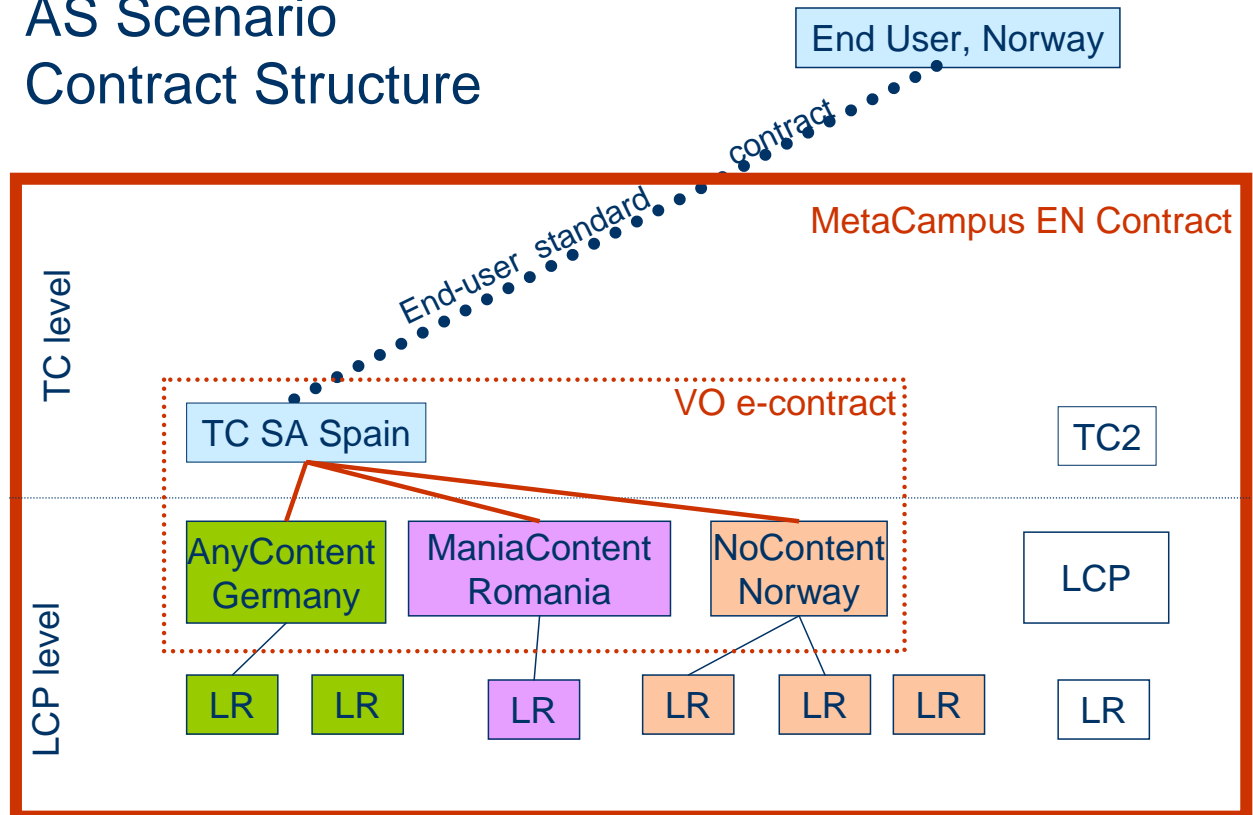 AS Scenario
Contract Structure
End User, Norway
End-user standard contract
MetaCampus EN Contract
TC level
VO e-contract
TC SA Spain
TC2
LCP level
AnyContent
Germany
ManiaContent
Romania
NoContent
Norway
LCP
LR
LR
LR
LR
LR
LR
LR